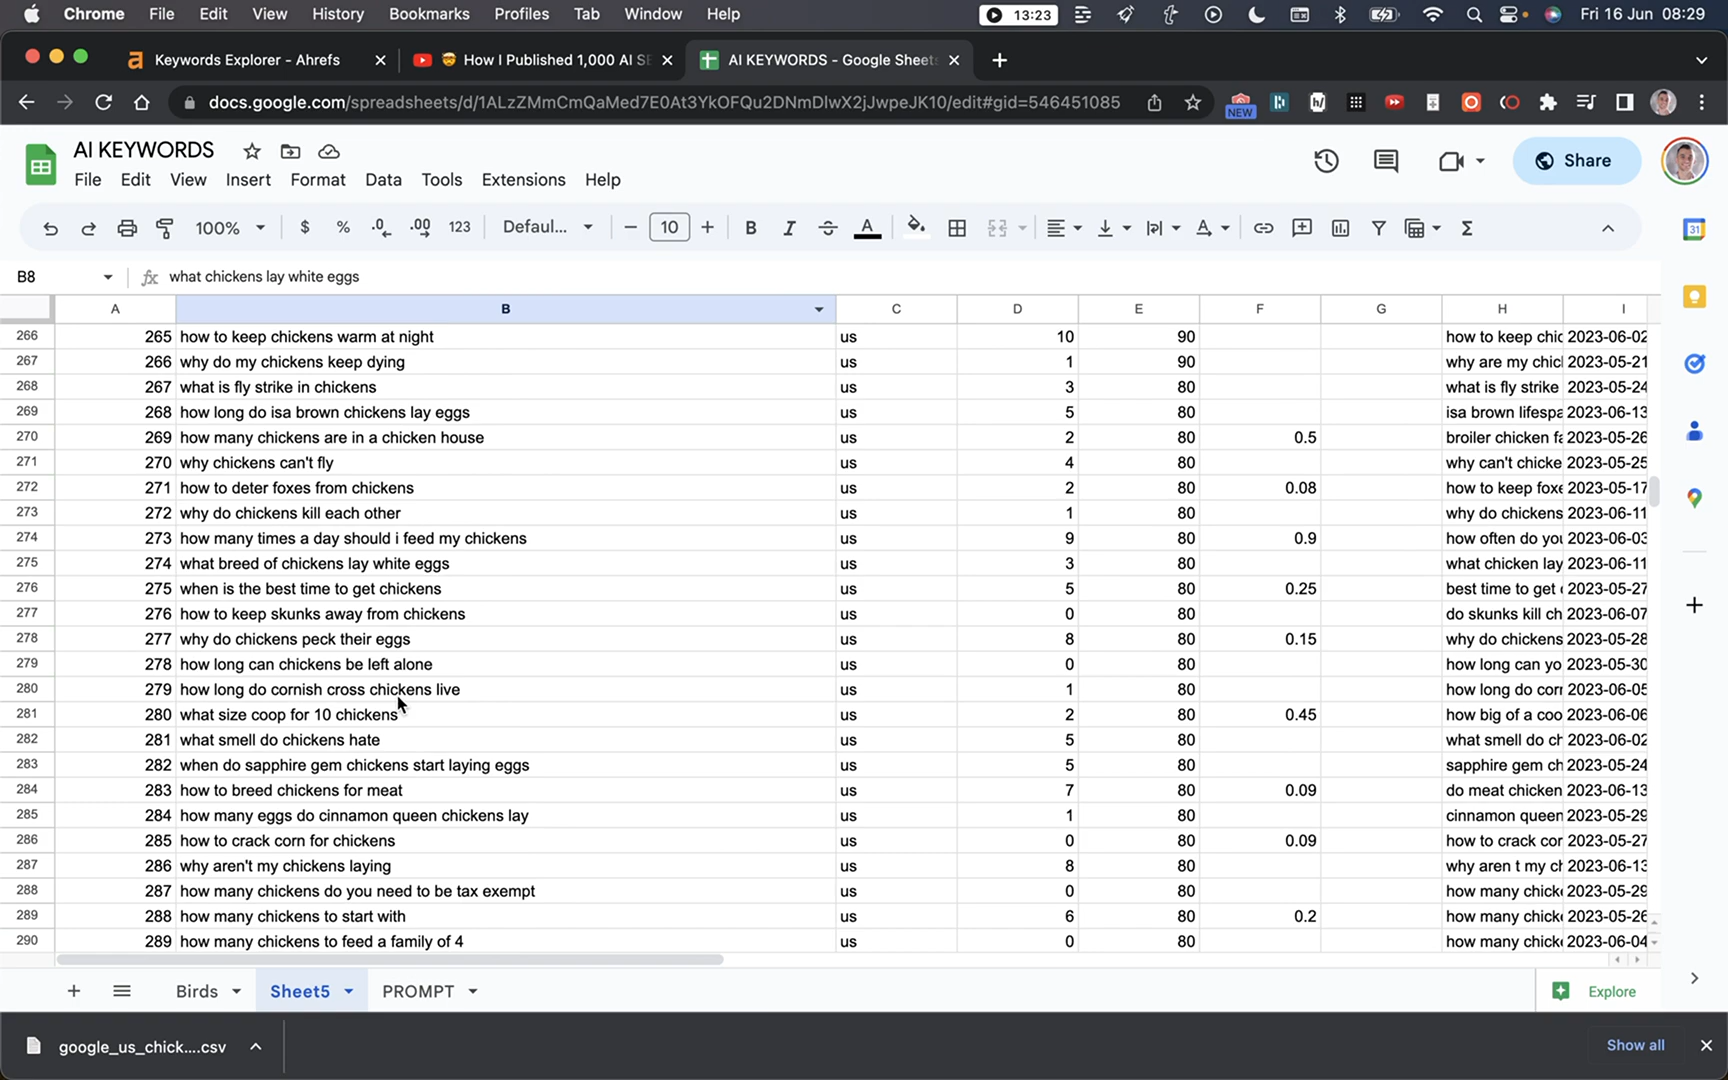 Chrome File Edit View History Bookmarks Profiles Tab Window Help 13:23 Fri 16 Jun 08:29
Keywords Explorer - Ahrefs How I Published 1,000 AI SE AI KEYWORDS - Google Sheets
docs.google.com/spreadsheets/d/1ALzZMmCmQaMed7E0At3YkOFQu2DNmDlwX2jJwpeJK10/edit#gid=546451085 NEW
AI KEYWORDS
File Edit View Insert Format Data Tools Extensions Help Share
100% $ % .0 .00 123 Defaul... 10 B I A
B8 fx what chickens lay white eggs
A B C D E F G H I
266 265 how to keep chickens warm at night us 10 90 how to keep chic 2023-06-02
267 266 why do my chickens keep dying us 1 90 why are my chicl 2023-05-21
268 267 what is fly strike in chickens us 3 80 what is fly strike 2023-05-24
269 268 how long do isa brown chickens lay eggs us 5 80 isa brown lifespa 2023-06-13
270 269 how many chickens are in a chicken house us 2 80 0.5 broiler chicken fa 2023-05-26
271 270 why chickens can't fly us 4 80 why can't chicke 2023-05-25
272 271 how to deter foxes from chickens us 2 80 0.08 how to keep foxe 2023-05-17
273 272 why do chickens kill each other us 1 80 why do chickens 2023-06-11
274 273 how many times a day should i feed my chickens us 9 80 0.9 how often do you 2023-06-03
275 274 what breed of chickens lay white eggs us 3 80 what chicken lay 2023-06-11
276 275 when is the best time to get chickens us 5 80 0.25 best time to get 2023-05-27
277 276 how to keep skunks away from chickens us 0 80 do skunks kill ch 2023-06-07
278 277 why do chickens peck their eggs us 8 80 0.15 why do chickens 2023-05-28
279 278 how long can chickens be left alone us 0 80 how long can yo 2023-05-30
280 279 how long do cornish cross chickens live us 1 80 how long do corr 2023-06-05
281 280 what size coop for 10 chickens us 2 80 0.45 how big of a coo 2023-06-06
282 281 what smell do chickens hate us 5 80 what smell do ch 2023-06-02
283 282 when do sapphire gem chickens start laying eggs us 5 80 sapphire gem ch 2023-05-24
284 283 how to breed chickens for meat us 7 80 0.09 do meat chicken 2023-06-13
285 284 how many eggs do cinnamon queen chickens lay us 1 80 cinnamon queen 2023-05-29
286 285 how to crack corn for chickens us 0 80 0.09 how to crack cor 2023-05-27
287 286 why aren't my chickens laying us 8 80 why aren t my ch 2023-06-13
288 287 how many chickens do you need to be tax exempt us 0 80 how many chick 2023-05-29
289 288 how many chickens to start with us 6 80 0.2 how many chick 2023-05-26
290 289 how many chickens to feed a family of 4 us 0 80 how many chick 2023-06-04
Birds Sheet5 PROMPT Explore
google_us_chick....csv Show all